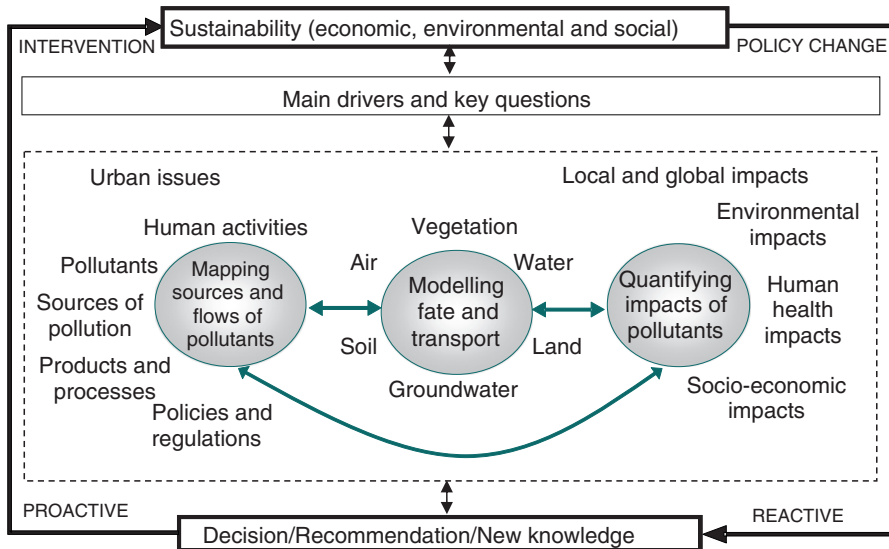 Sustainability (economic, environmental and social)
INTERVENTION
POLICY CHANGE
Main drivers and key questions
Urban issues
Local and global impacts
Human activities
Pollutants
Sources of
pollution
Products and
processes
Policies and
regulations
Mapping
sources and
flows of
pollutants
Vegetation
Air
Water
Modelling
fate and
transport
Soil
Land
Groundwater
Quantifying
impacts of
pollutants
Environmental
impacts
Human
health
impacts
Socio-economic
impacts
PROACTIVE
REACTIVE
Decision/Recommendation/New knowledge